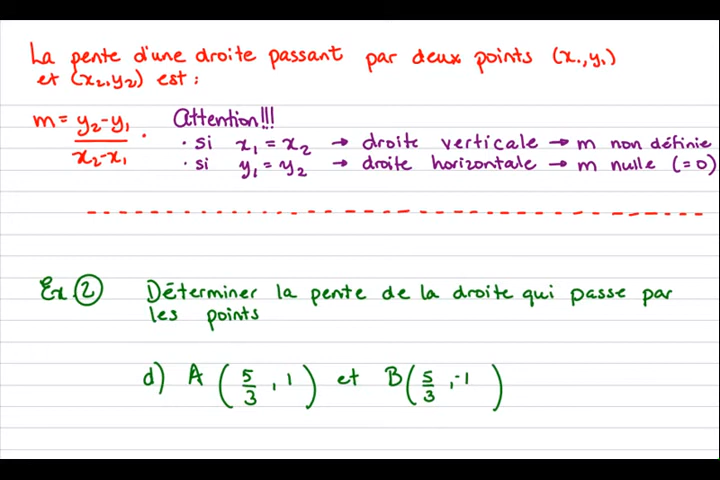 La pente d'une droite passant par deux points (x₁,y₁)
et (x₂,y₂) est :
m = y₂-y₁ / x₂-x₁ .
Attention!!!
· si x₁ = x₂ → droite verticale → m non définie
· si y₁ = y₂ → droite horizontale → m nulle (=0)
Ex ② Déterminer la pente de la droite qui passe par
les points
d) A (5/3 , 1) et B (5/3 , -1)